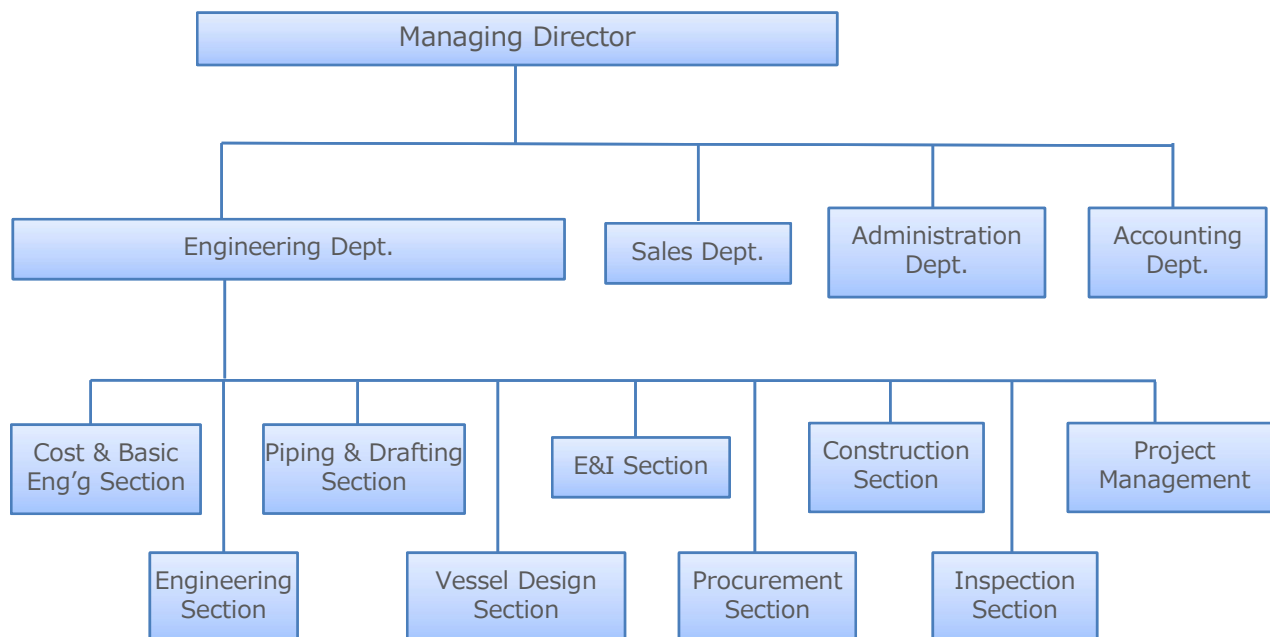 Managing Director
Engineering Dept.
Sales Dept.
Administration
Dept.
Accounting
Dept.
Cost & Basic
Eng’g Section
Piping & Drafting
Section
E&I Section
Construction
Section
Project
Management
Engineering
Section
Vessel Design
Section
Procurement
Section
Inspection
Section